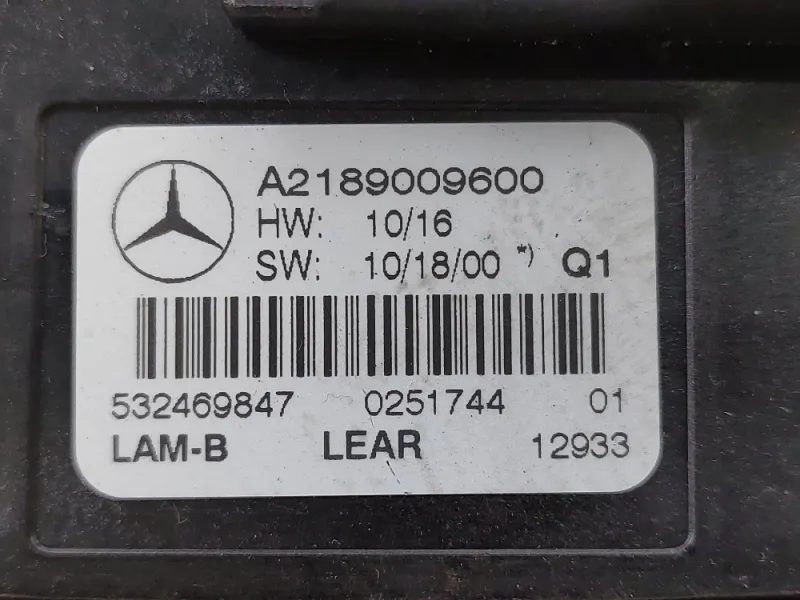 A2189009600
HW: 10/16
SW: 10/18/00 *) Q1
532469847 0251744 01
LAM-B LEAR 12933